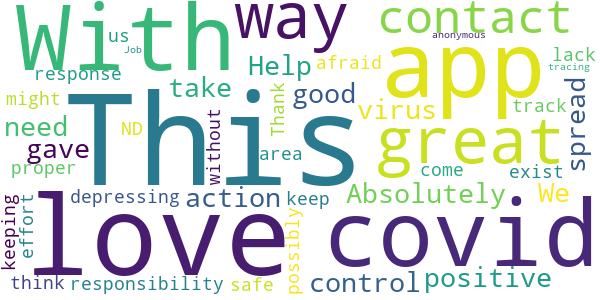 With
way
contact
us
Job
anonymous
app
response
Help
afraid
lack
tracing
This
take
might
good
virus
track
spread
need
ND
Thank
great
gave
without
area
proper
come
exist
love
depressing
action
keep
Absolutely
We
covid
keeping
effort
possibly
think
responsibility
safe
control
positive